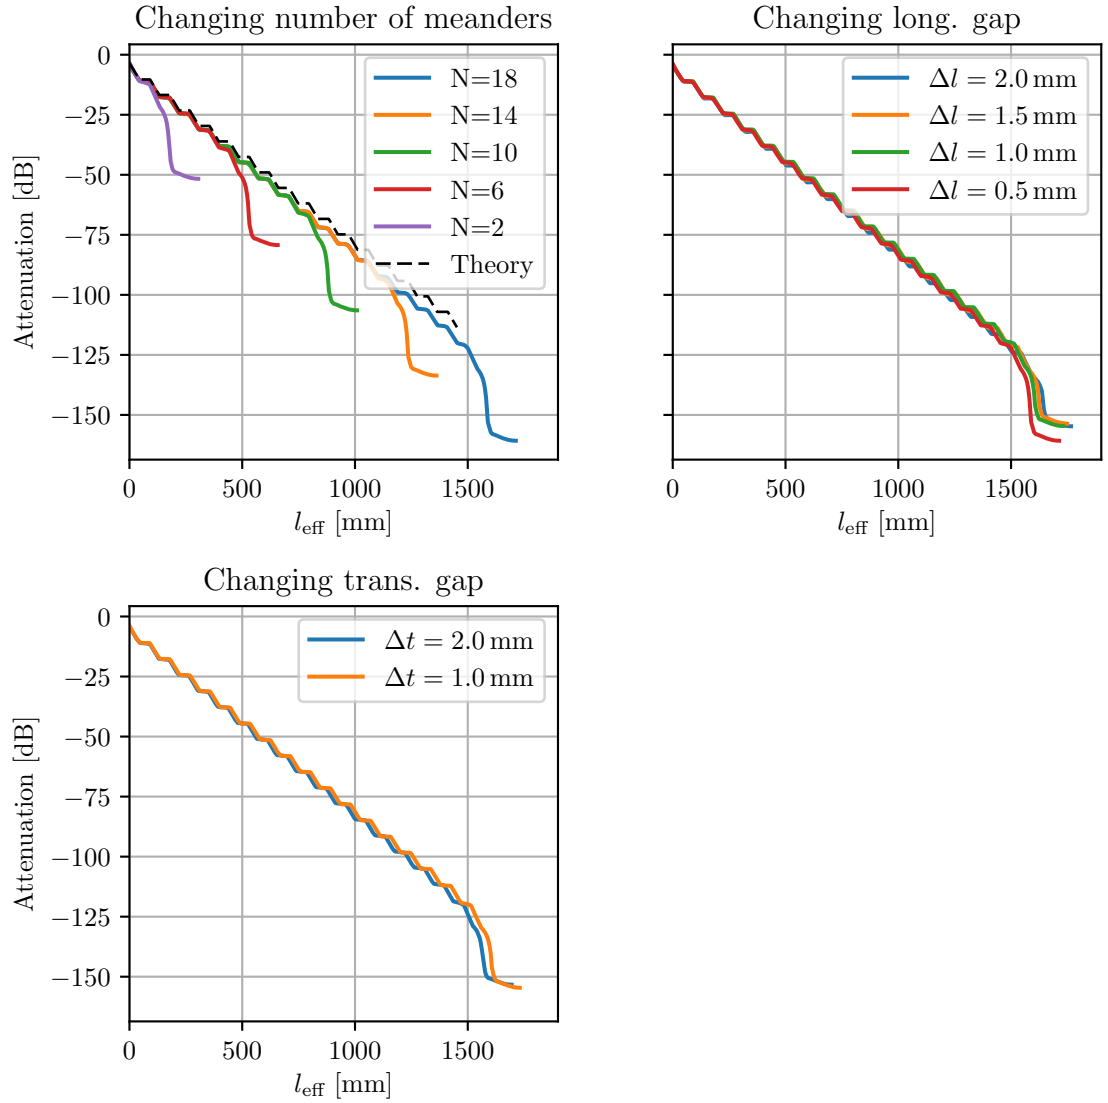 Changing number of meanders
0
−25
−50
−75
−100
−125
−150
Attenuation [dB]
N=18
N=14
N=10
N=6
N=2
Theory
0
500
1000
1500
l_eff [mm]
Changing long. gap
Δl = 2.0 mm
Δl = 1.5 mm
Δl = 1.0 mm
Δl = 0.5 mm
0
500
1000
1500
l_eff [mm]
Changing trans. gap
0
−25
−50
−75
−100
−125
−150
Attenuation [dB]
Δt = 2.0 mm
Δt = 1.0 mm
0
500
1000
1500
l_eff [mm]